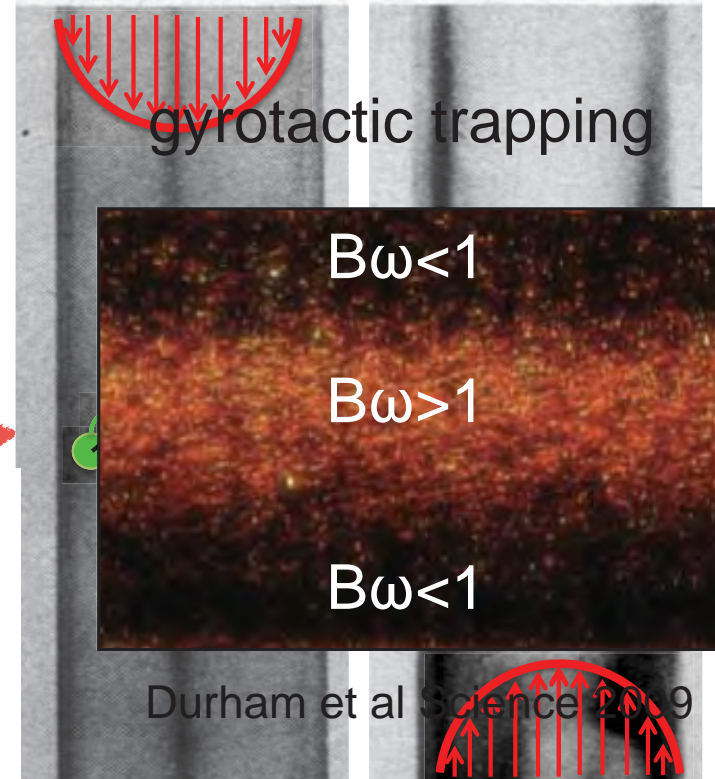 gyrotactic trapping
Bω<1
Bω>1
Bω<1
Durham et al Science 2009